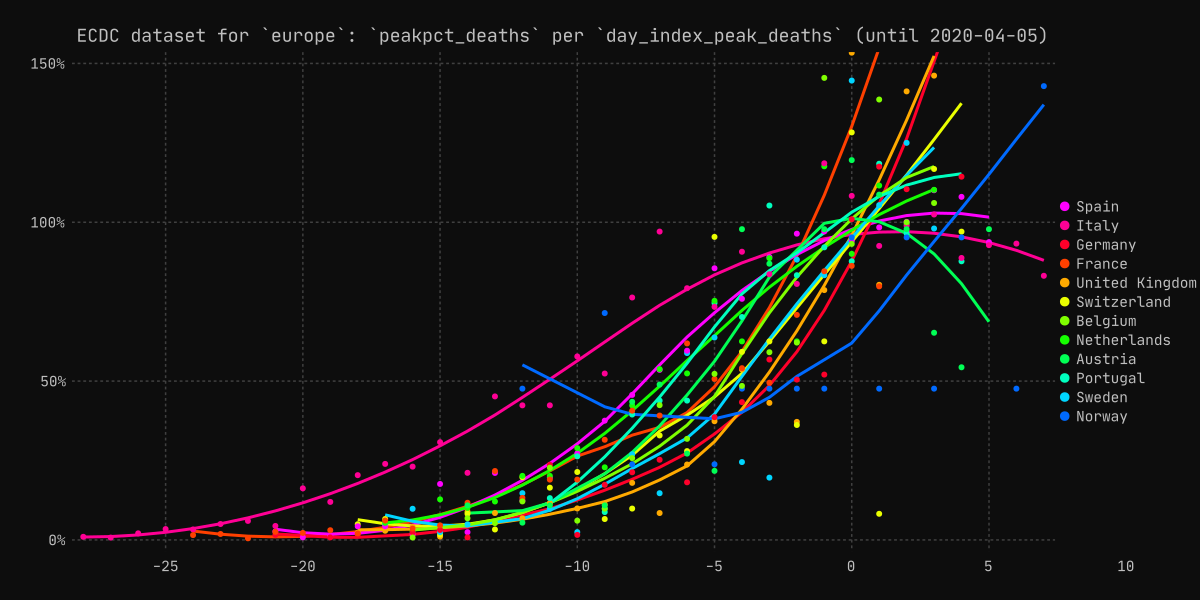 ECDC dataset for `europe`: `peakpct_deaths` per `day_index_peak_deaths` (until 2020-04-05)
150%
100%
50%
0%
-25
-20
-15
-10
-5
0
5
10
Spain
Italy
Germany
France
United Kingdom
Switzerland
Belgium
Netherlands
Austria
Portugal
Sweden
Norway